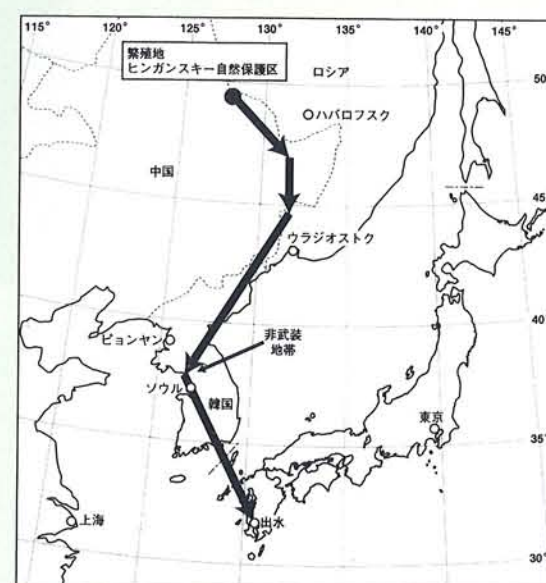 115°
120°
125°
130°
135°
140°
145°
繁殖地
ヒンガンスキー自然保護区
ロシア
50°
ハバロフスク
中国
45°
ウラジオストク
40°
ピョンヤン
非武装
地帯
ソウル
韓国
東京
35°
上海
出水
30°